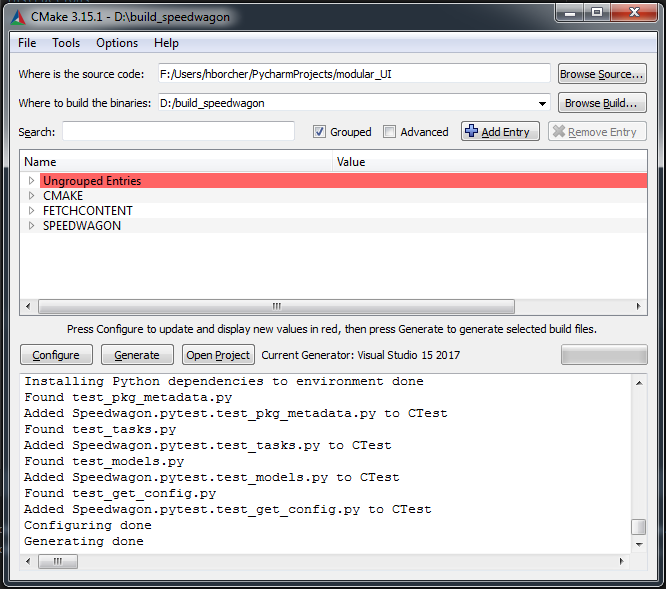 CMake 3.15.1 - D:\build_speedwagon
File Tools Options Help
Where is the source code: F:/Users/hborcher/PycharmProjects/modular_UI Browse Source...
Where to build the binaries: D:/build_speedwagon Browse Build...
Search: Grouped Advanced Add Entry Remove Entry
Name Value
Ungrouped Entries
CMAKE
FETCHCONTENT
SPEEDWAGON
Press Configure to update and display new values in red, then press Generate to generate selected build files.
Configure Generate Open Project Current Generator: Visual Studio 15 2017
Installing Python dependencies to environment done
Found test_pkg_metadata.py
Added Speedwagon.pytest.test_pkg_metadata.py to CTest
Found test_tasks.py
Added Speedwagon.pytest.test_tasks.py to CTest
Found test_models.py
Added Speedwagon.pytest.test_models.py to CTest
Found test_get_config.py
Added Speedwagon.pytest.test_get_config.py to CTest
Configuring done
Generating done